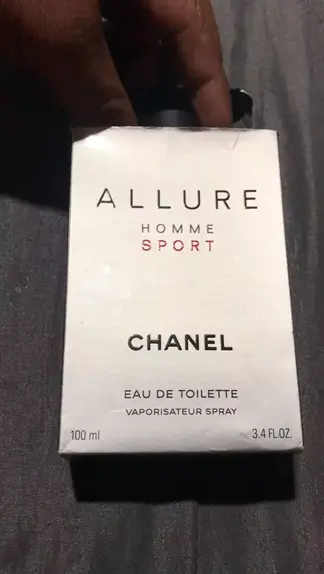 ALLURE
HOMME
SPORT
CHANEL
EAU DE TOILETTE
VAPORISATEUR SPRAY
100 ml 3.4 FL.OZ.